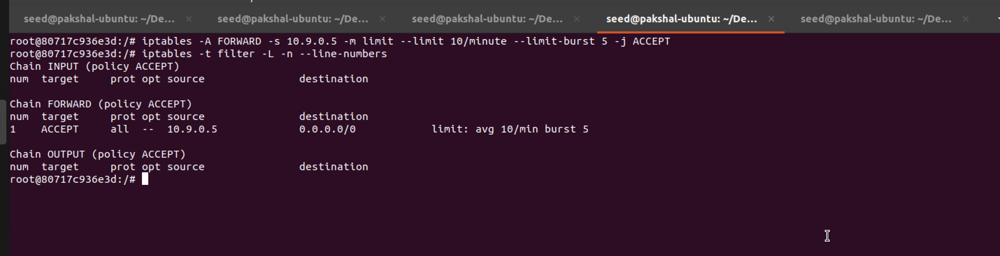 seed@pakshal-ubuntu: ~/De... × seed@pakshal-ubuntu: ~/De... × seed@pakshal-ubuntu: ~/De... × seed@pakshal-ubuntu: ~/De... × seed@pakshal-ubuntu: ~/De... ×
root@80717c936e3d:/# iptables -A FORWARD -s 10.9.0.5 -m limit --limit 10/minute --limit-burst 5 -j ACCEPT
root@80717c936e3d:/# iptables -t filter -L -n --line-numbers
Chain INPUT (policy ACCEPT)
num  target     prot opt source               destination

Chain FORWARD (policy ACCEPT)
num  target     prot opt source               destination
1    ACCEPT     all  --  10.9.0.5             0.0.0.0/0            limit: avg 10/min burst 5

Chain OUTPUT (policy ACCEPT)
num  target     prot opt source               destination
root@80717c936e3d:/#